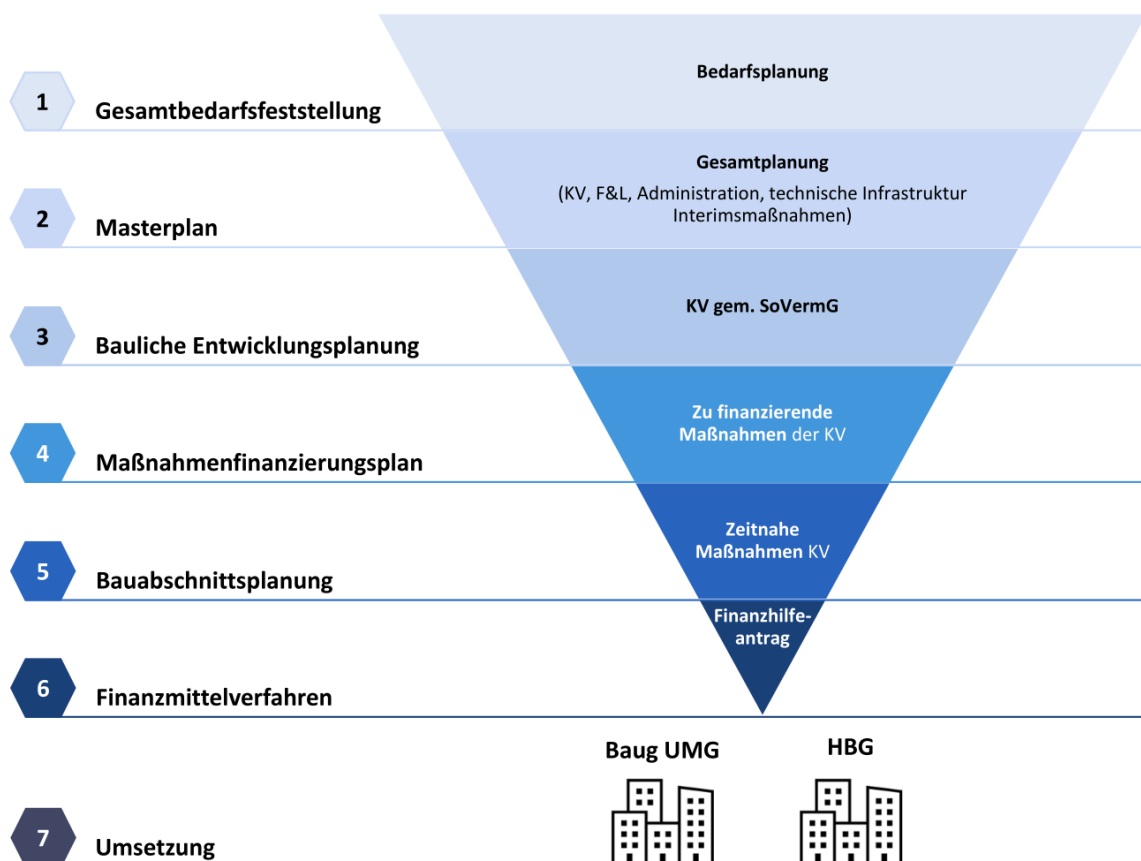 Bedarfsplanung
1
Gesamtbedarfsfeststellung
Gesamtplanung
(KV, F&L, Administration, technische Infrastruktur
Interimsmaßnahmen)
2
Masterplan
KV gem. SoVermG
3
Bauliche Entwicklungsplanung
Zu finanzierende
Maßnahmen der KV
4
Maßnahmenfinanzierungsplan
Zeitnahe
Maßnahmen KV
5
Bauabschnittsplanung
Finanzhilfe-
antrag
6
Finanzmittelverfahren
Baug UMG
HBG
7
Umsetzung